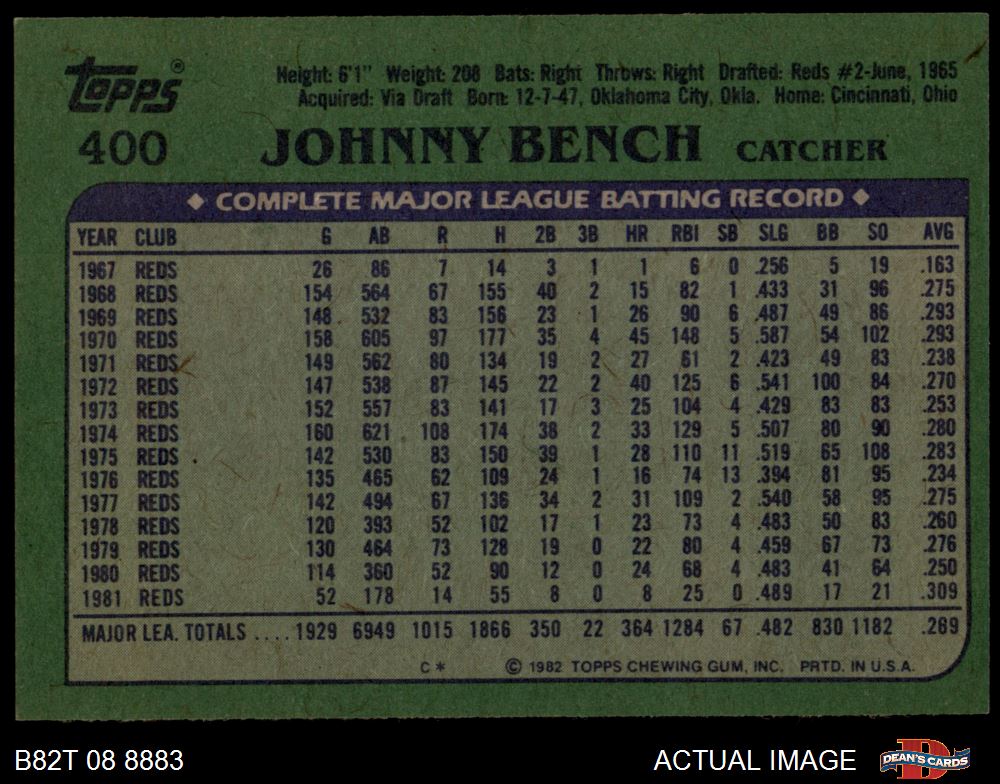 Topps®
Height: 6'1" Weight: 208 Bats: Right Throws: Right Drafted: Reds #2-June, 1965
Acquired: Via Draft Born: 12-7-47, Oklahoma City, Okla. Home: Cincinnati, Ohio
400 JOHNNY BENCH CATCHER
◆ COMPLETE MAJOR LEAGUE BATTING RECORD ◆
YEAR CLUB G AB R H 2B 3B HR RBI SB SLG BB SO AVG
1967 REDS 26 86 7 14 3 1 1 6 0 .256 5 19 .163
1968 REDS 154 564 67 155 40 2 15 82 1 .433 31 96 .275
1969 REDS 148 532 83 156 23 1 26 90 6 .487 49 86 .293
1970 REDS 158 605 97 177 35 4 45 148 5 .587 54 102 .293
1971 REDS 149 562 80 134 19 2 27 61 2 .423 49 83 .238
1972 REDS 147 538 87 145 22 2 40 125 6 .541 100 84 .270
1973 REDS 152 557 83 141 17 3 25 104 4 .429 83 83 .253
1974 REDS 160 621 108 174 38 2 33 129 5 .507 80 90 .280
1975 REDS 142 530 83 150 39 1 28 110 11 .519 65 108 .283
1976 REDS 135 465 62 109 24 1 16 74 13 .394 81 95 .234
1977 REDS 142 494 67 136 34 2 31 109 2 .540 58 95 .275
1978 REDS 120 393 52 102 17 1 23 73 4 .483 50 83 .260
1979 REDS 130 464 73 128 19 0 22 80 4 .459 67 73 .276
1980 REDS 114 360 52 90 12 0 24 68 4 .483 41 64 .250
1981 REDS 52 178 14 55 8 0 8 25 0 .489 17 21 .309
MAJOR LEA. TOTALS .... 1929 6949 1015 1866 350 22 364 1284 67 .482 830 1182 .269
C * © 1982 TOPPS CHEWING GUM, INC. PRTD. IN U.S.A.
B82T 08 8883 ACTUAL IMAGE DEAN'S CARDS